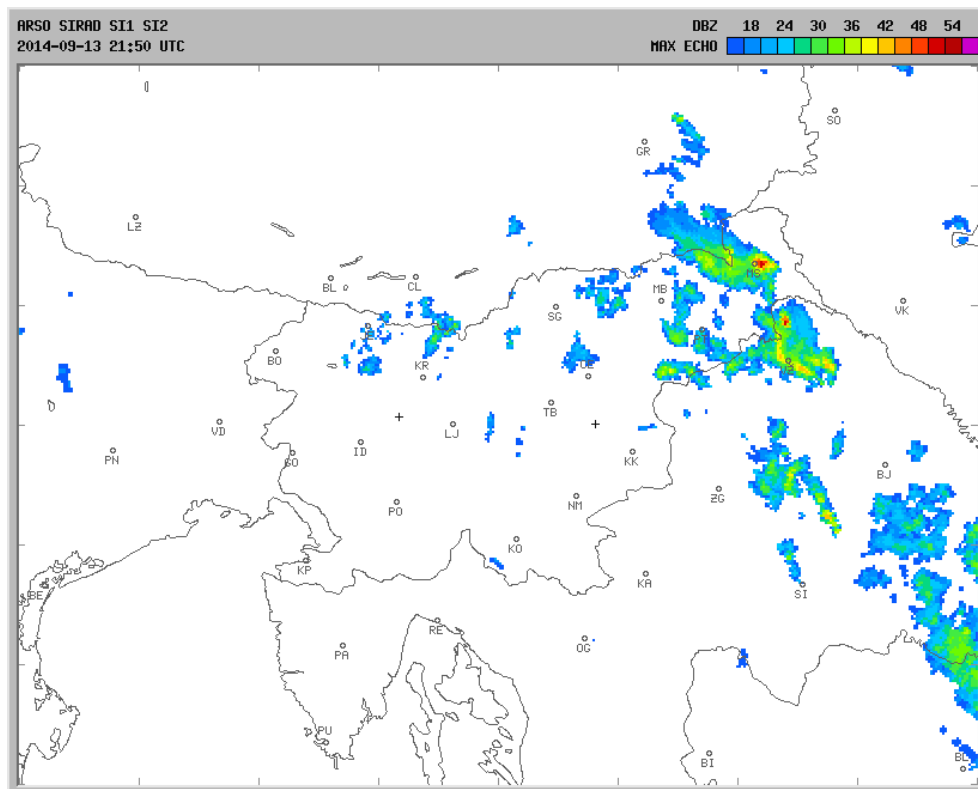 ARSO SIRAD SI1 SI2
DBZ 18 24 30 36 42 48 54
2014-09-13 21:50 UTC
MAX ECHO
SO
GR
LZ
MS
BL
CL
MB
VK
SG
BO
KR
CE
TB
VD
LJ
ID
GO
PN
KK
BJ
ZG
PO
NM
KO
KP
KA
SI
BE
RE
OG
PA
PU
BI
BL